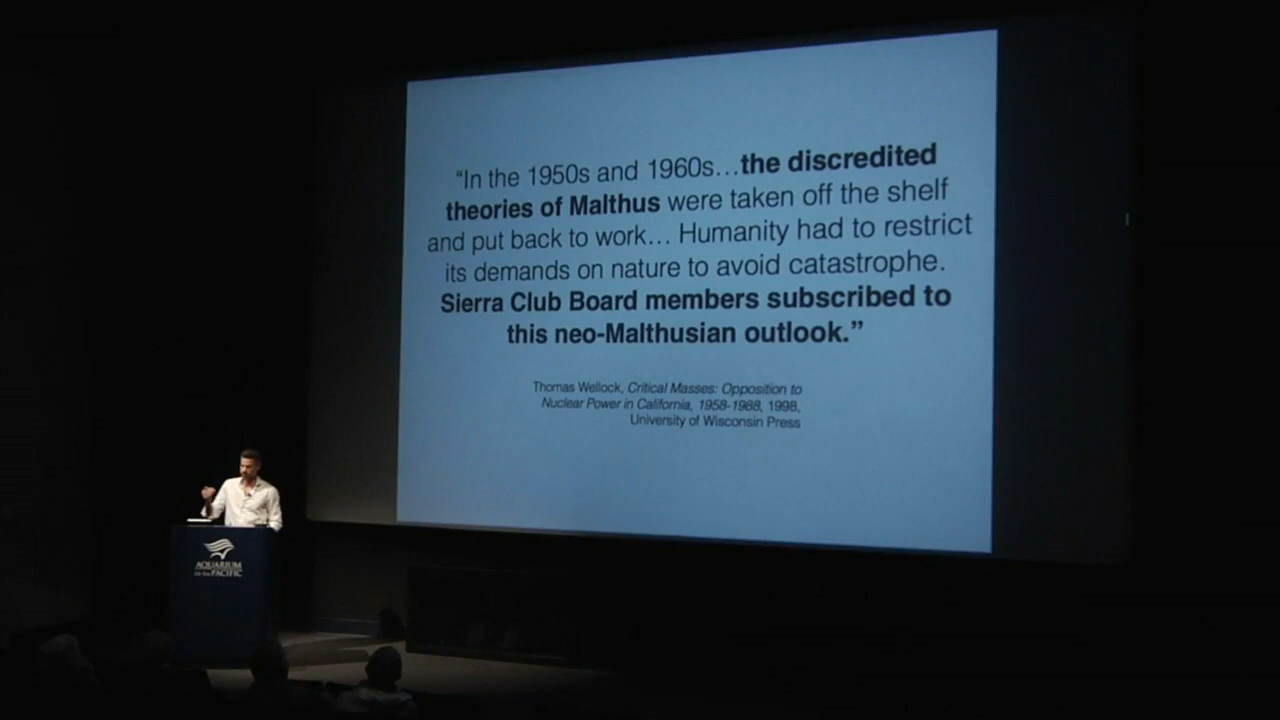 “In the 1950s and 1960s…the discredited
theories of Malthus were taken off the shelf
and put back to work… Humanity had to restrict
its demands on nature to avoid catastrophe.
Sierra Club Board members subscribed to
this neo-Malthusian outlook.”
Thomas Wellock, Critical Masses: Opposition to
Nuclear Power in California, 1958-1988, 1998,
University of Wisconsin Press
AQUARIUM
OF THE PACIFIC